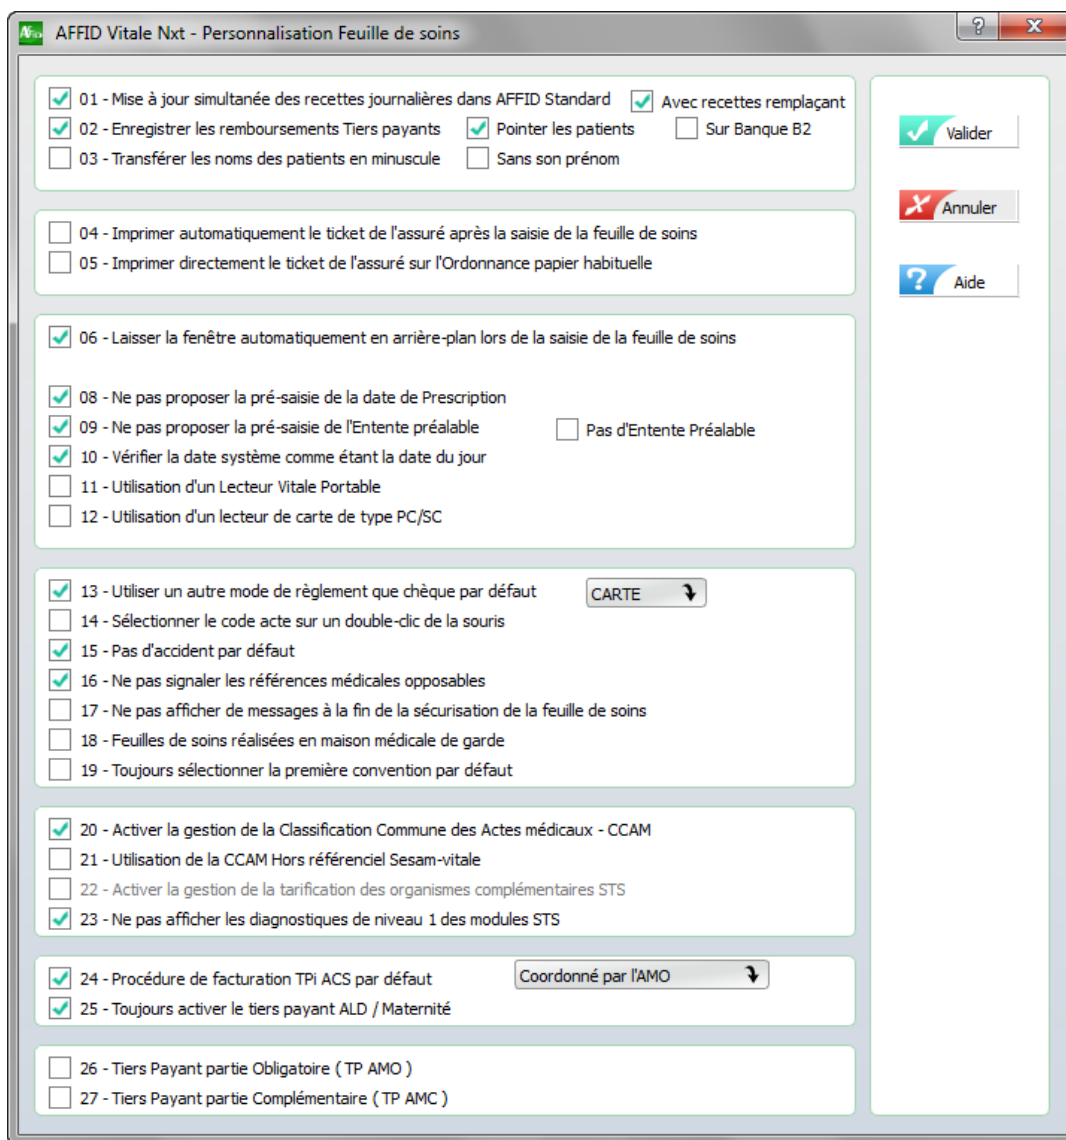 AFFID Vitale Nxt - Personnalisation Feuille de soins
01 - Mise à jour simultanée des recettes journalières dans AFFID Standard Avec recettes remplaçant
02 - Enregistrer les remboursements Tiers payants Pointer les patients Sur Banque B2
03 - Transférer les noms des patients en minuscule Sans son prénom
Valider
Annuler
Aide
04 - Imprimer automatiquement le ticket de l'assuré après la saisie de la feuille de soins
05 - Imprimer directement le ticket de l'assuré sur l'Ordonnance papier habituelle
06 - Laisser la fenêtre automatiquement en arrière-plan lors de la saisie de la feuille de soins
08 - Ne pas proposer la pré-saisie de la date de Prescription
09 - Ne pas proposer la pré-saisie de l'Entente préalable Pas d'Entente Préalable
10 - Vérifier la date système comme étant la date du jour
11 - Utilisation d'un Lecteur Vitale Portable
12 - Utilisation d'un lecteur de carte de type PC/SC
13 - Utiliser un autre mode de règlement que chèque par défaut CARTE
14 - Sélectionner le code acte sur un double-clic de la souris
15 - Pas d'accident par défaut
16 - Ne pas signaler les références médicales opposables
17 - Ne pas afficher de messages à la fin de la sécurisation de la feuille de soins
18 - Feuilles de soins réalisées en maison médicale de garde
19 - Toujours sélectionner la première convention par défaut
20 - Activer la gestion de la Classification Commune des Actes médicaux - CCAM
21 - Utilisation de la CCAM Hors référenciel Sesam-vitale
22 - Activer la gestion de la tarification des organismes complémentaires STS
23 - Ne pas afficher les diagnostiques de niveau 1 des modules STS
24 - Procédure de facturation TPi ACS par défaut Coordonné par l'AMO
25 - Toujours activer le tiers payant ALD / Maternité
26 - Tiers Payant partie Obligatoire ( TP AMO )
27 - Tiers Payant partie Complémentaire ( TP AMC )